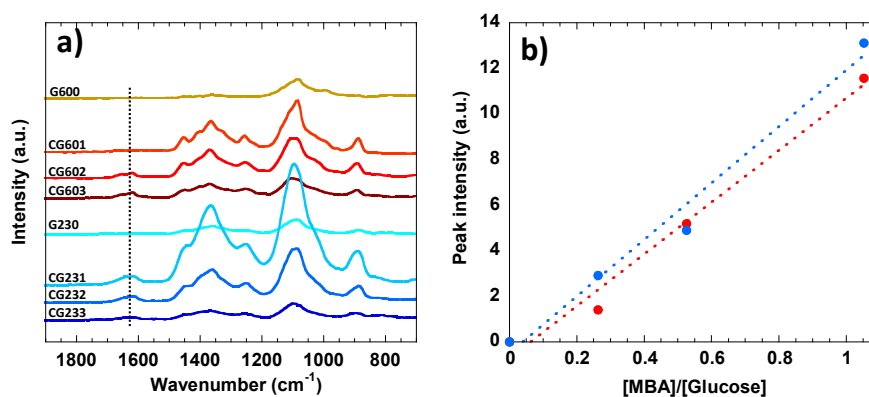 a)
G600
CG601
CG602
CG603
G230
CG231
CG232
CG233
Intensity (a.u.)
1800 1600 1400 1200 1000 800
Wavenumber (cm⁻¹)
b)
14
12
10
8
6
4
2
0
Peak intensity (a.u.)
0 0.2 0.4 0.6 0.8 1
[MBA]/[Glucose]